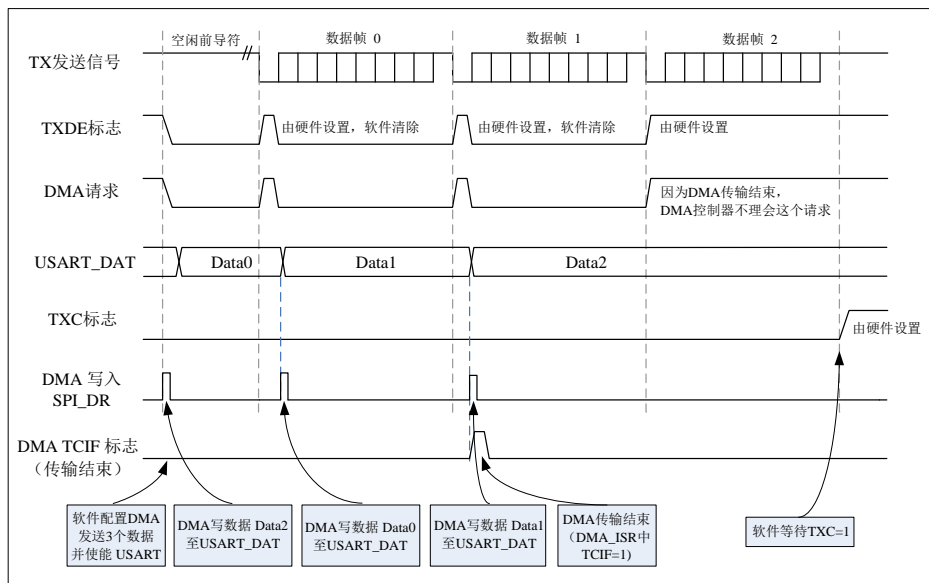 空闲前导符
数据帧 0
数据帧 1
数据帧 2
TX发送信号
TXDE标志
由硬件设置，软件清除
由硬件设置，软件清除
由硬件设置
DMA请求
因为DMA传输结束，
DMA控制器不理会这个请求
USART_DAT
Data0
Data1
Data2
TXC标志
由硬件设置
DMA 写入
SPI_DR
DMA TCIF 标志
（传输结束）
软件配置DMA
发送3个数据
并使能 USART
DMA写数据 Data2
至USART_DAT
DMA写数据 Data0
至USART_DAT
DMA写数据 Data1
至USART_DAT
DMA传输结束
（DMA_ISR中
TCIF=1)
软件等待TXC=1